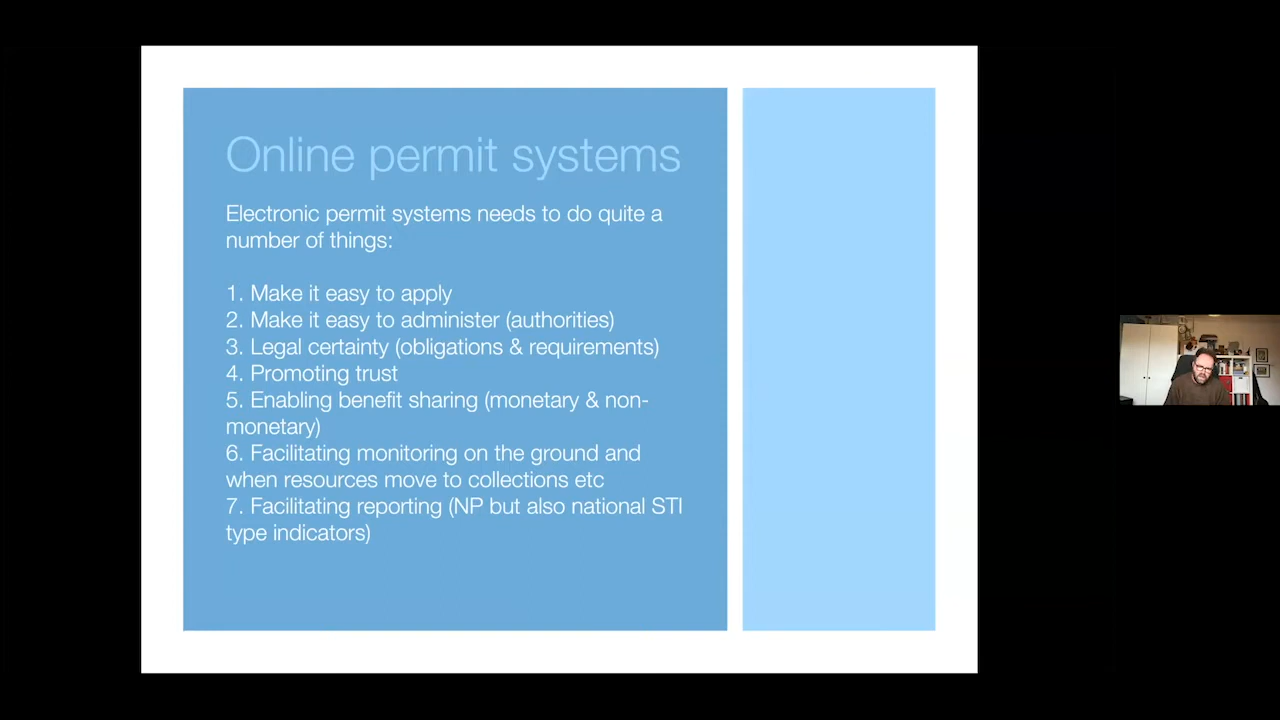 Online permit systems
Electronic permit systems needs to do quite a
number of things:
1. Make it easy to apply
2. Make it easy to administer (authorities)
3. Legal certainty (obligations & requirements)
4. Promoting trust
5. Enabling benefit sharing (monetary & non-
monetary)
6. Facilitating monitoring on the ground and
when resources move to collections etc
7. Facilitating reporting (NP but also national STI
type indicators)